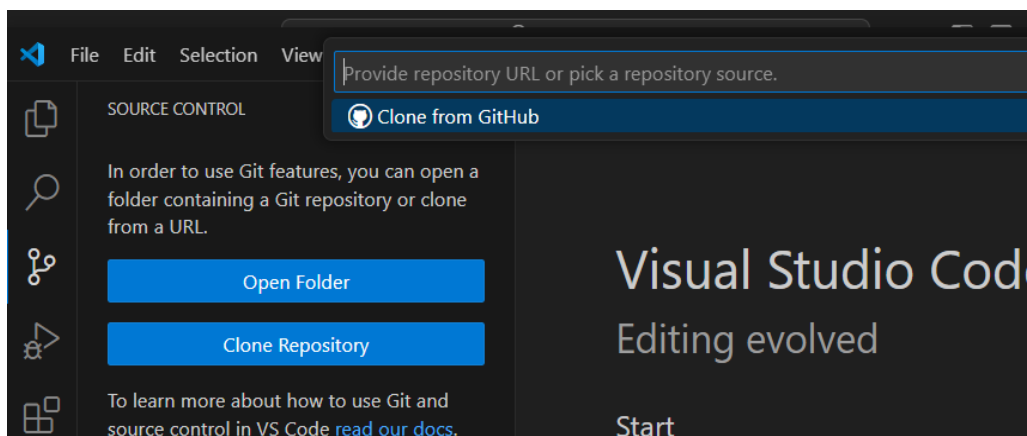 File Edit Selection View
Provide repository URL or pick a repository source.
SOURCE CONTROL
Clone from GitHub
In order to use Git features, you can open a
folder containing a Git repository or clone
from a URL.
Open Folder
Clone Repository
To learn more about how to use Git and
source control in VS Code read our docs.
Visual Studio Cod
Editing evolved
Start